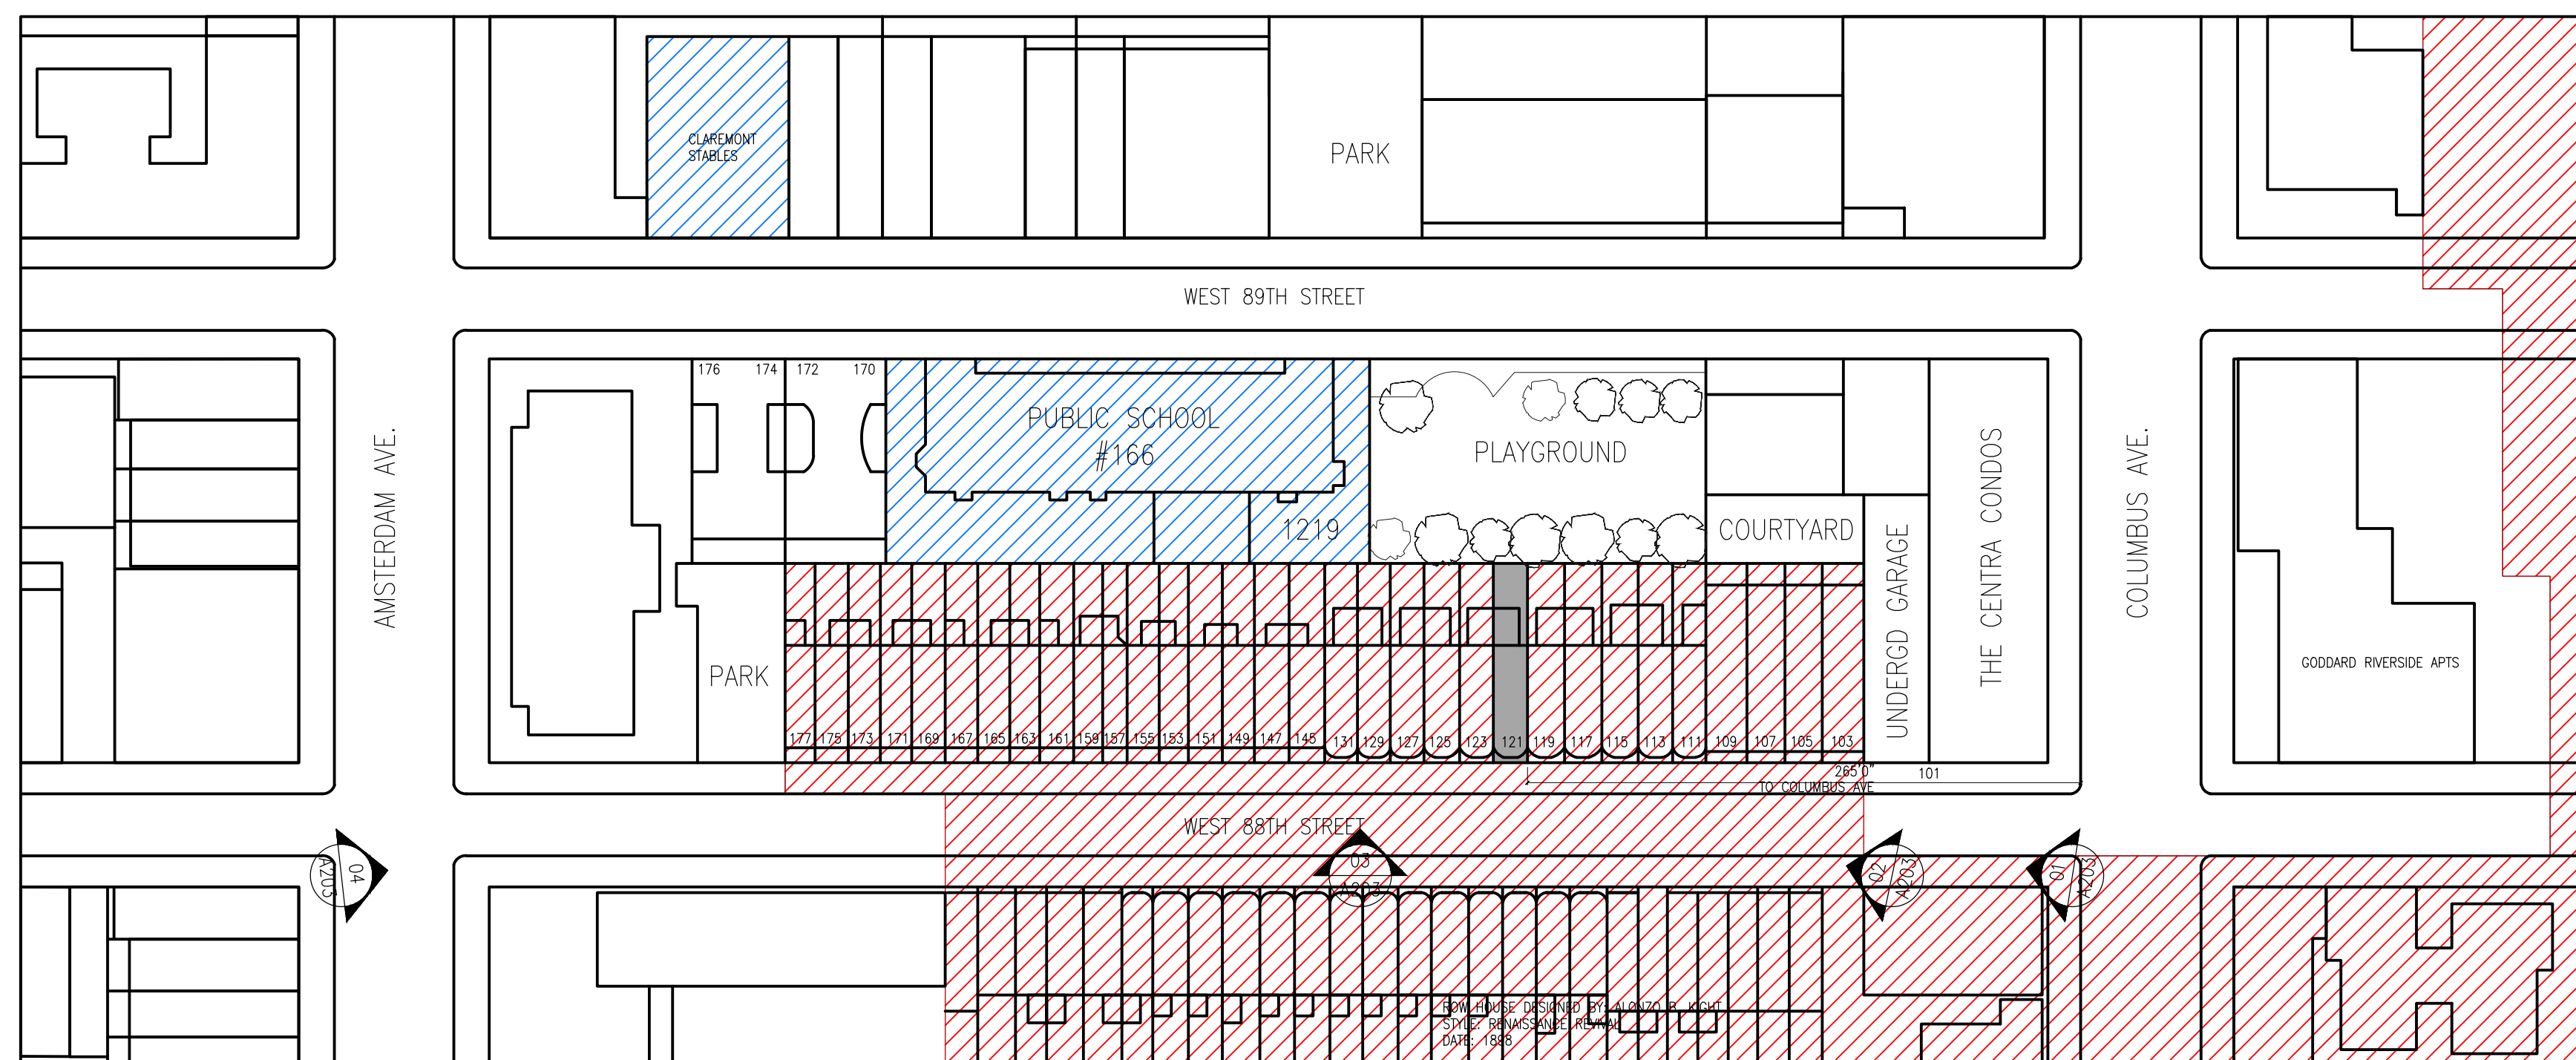 CLAREMONT
STABLES
PARK
WEST 89TH STREET
176 174 172 170
PUBLIC SCHOOL
#166
1219
PLAYGROUND
COURTYARD
UNDERGD GARAGE
THE CENTRA CONDOS
AMSTERDAM AVE.
COLUMBUS AVE.
GODDARD RIVERSIDE APTS
PARK
177 175 173 171 169 167 165 163 161 159 157 155 153 151 149 147 145 131 129 127 125 123 121 119 117 115 113 111 109 107 105 103
265'0"
TO COLUMBUS AVE
101
WEST 88TH STREET
04
A203
03
A203
02
A203
01
A203
ROW HOUSE DESIGNED BY: ALONZO B. KIGHT
STYLE: RENAISSANCE REVIVAL
DATE: 1898